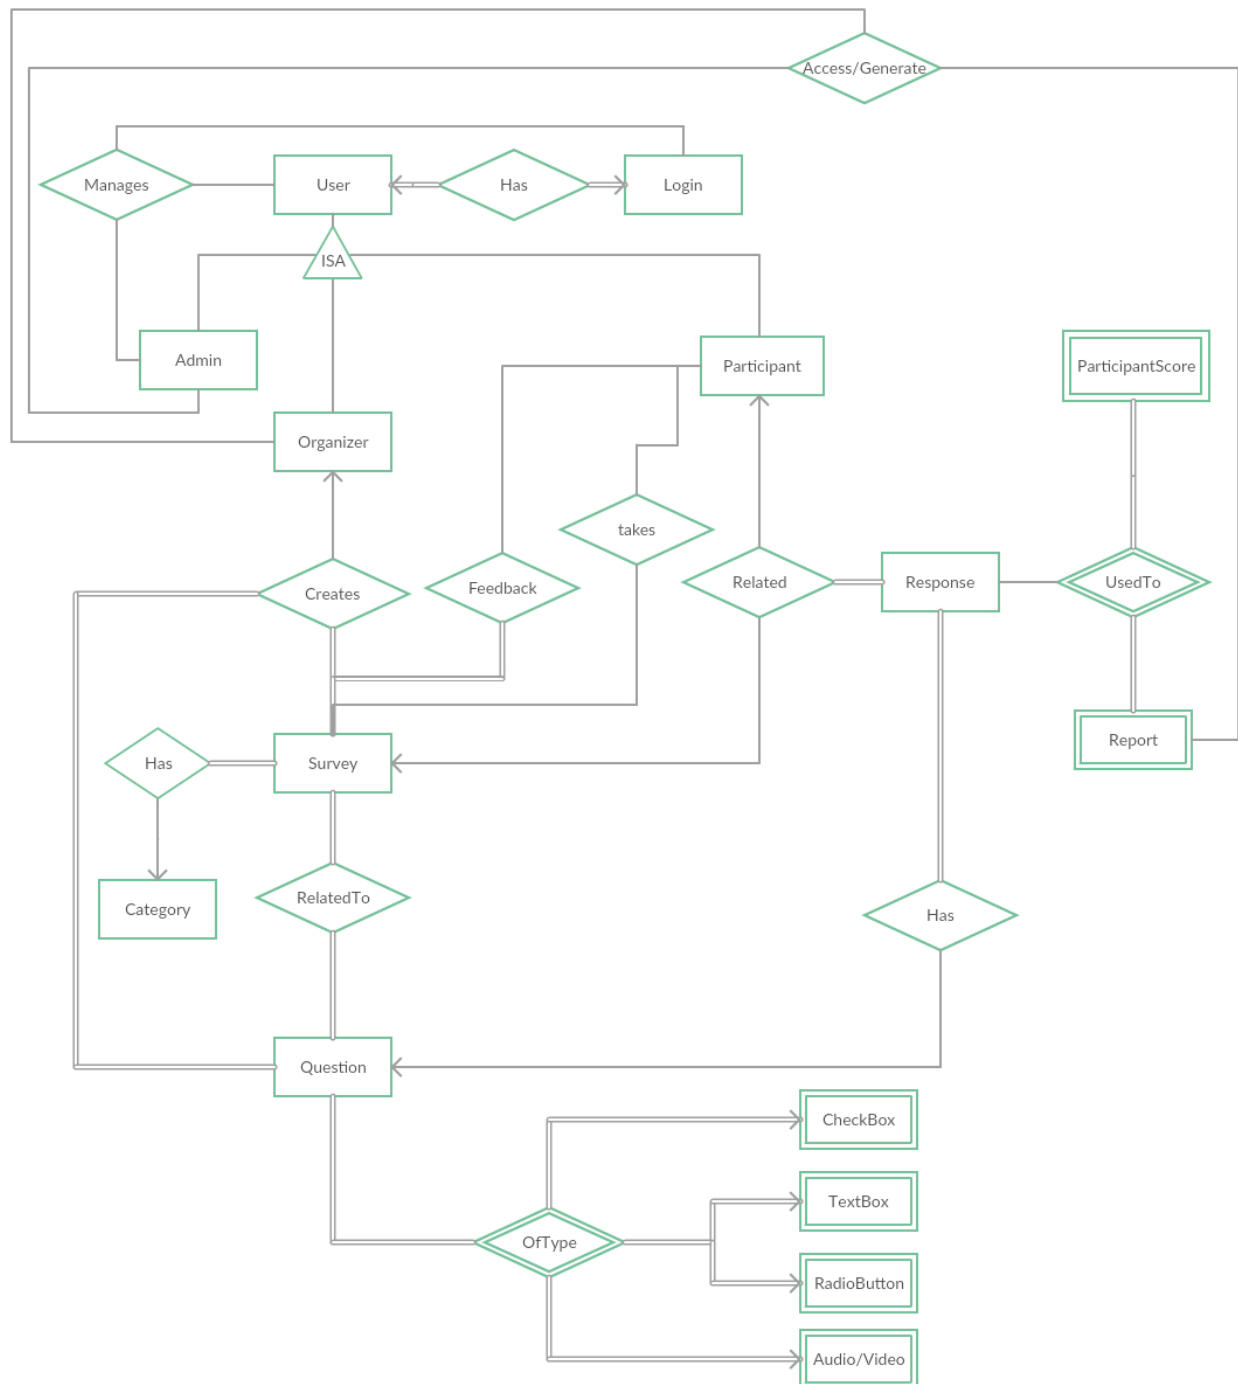 Access/Generate
Manages
User
Has
Login
ISA
Admin
Participant
ParticipantScore
Organizer
takes
Related
Response
UsedTo
Creates
Feedback
Report
Has
Survey
Category
RelatedTo
Has
Question
CheckBox
TextBox
OfType
RadioButton
Audio/Video